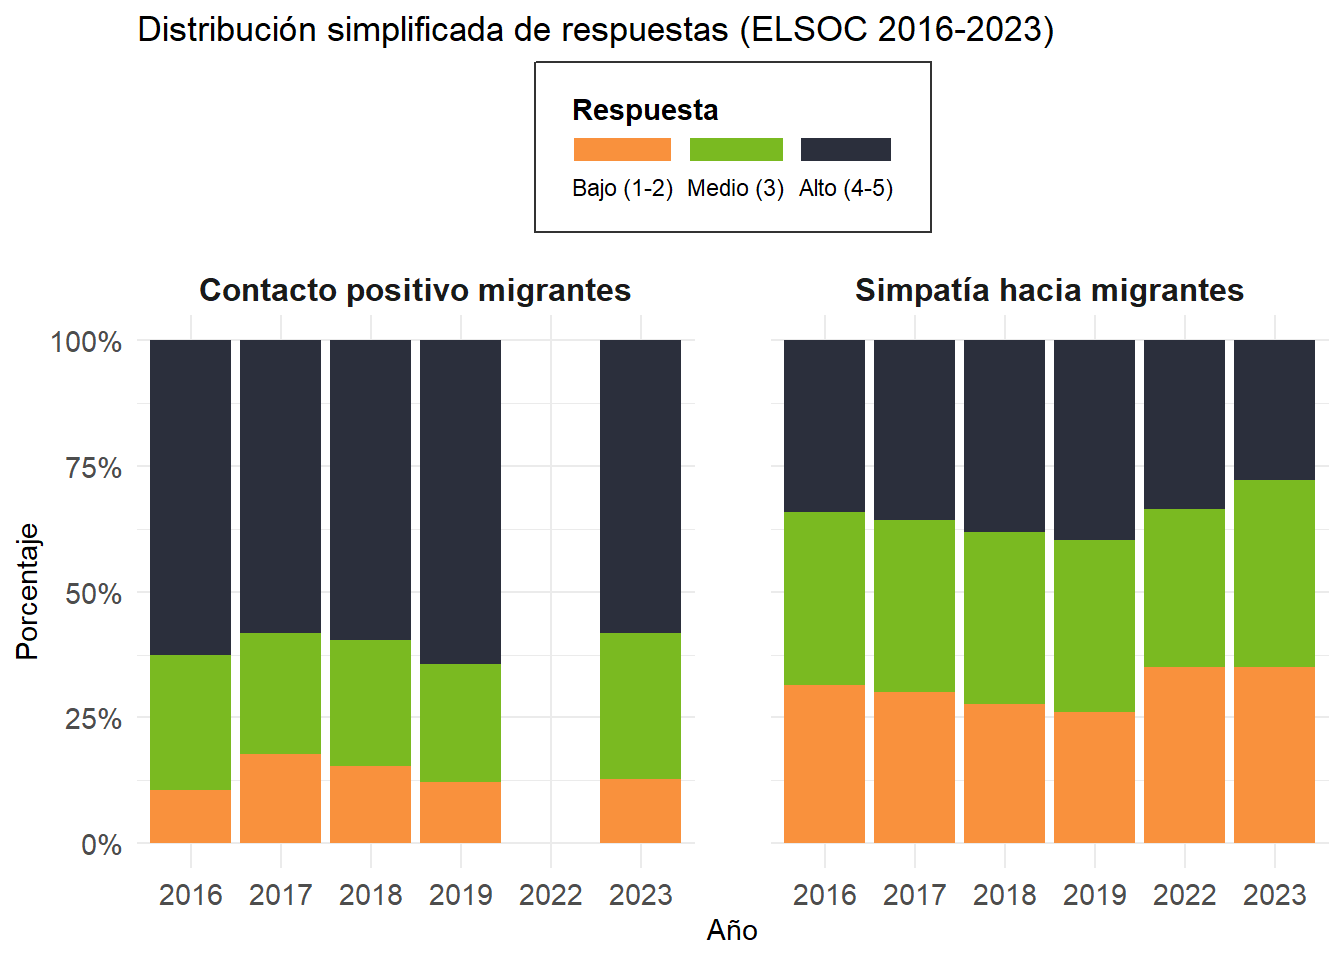 Distribución simplificada de respuestas (ELSOC 2016-2023)
Respuesta
Bajo (1-2) Medio (3) Alto (4-5)
Contacto positivo migrantes
Simpatía hacia migrantes
100%
75%
50%
25%
0%
Porcentaje
2016 2017 2018 2019 2022 2023
2016 2017 2018 2019 2022 2023
Año